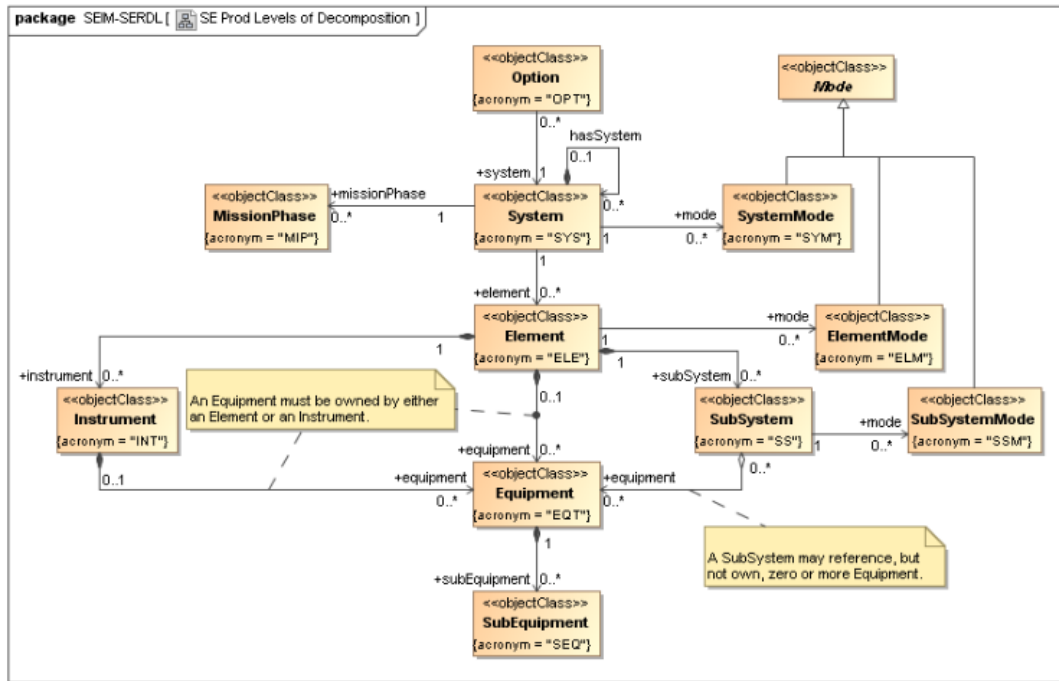 package SEIM-SERDL [ SE Prod Levels of Decomposition ]
<<objectClass>>
Option
{acronym = "OPT"}
0..*
<<objectClass>>
Mode
hasSystem
0..1
+system
1
0..*
<<objectClass>>
MissionPhase
{acronym = "MIP"}
+missionPhase
0..*
1
<<objectClass>>
System
{acronym = "SYS"}
1
1
+mode
0..*
<<objectClass>>
SystemMode
{acronym = "SYM"}
+element
0..*
<<objectClass>>
Element
{acronym = "ELE"}
1
1
1
0..1
+mode
0..*
<<objectClass>>
ElementMode
{acronym = "ELM"}
+instrument
0..*
An Equipment must be owned by either
an Element or an Instrument.
+subSystem
0..*
<<objectClass>>
Instrument
{acronym = "INT"}
0..1
<<objectClass>>
SubSystem
{acronym = "SS"}
1
0..*
+mode
0..*
<<objectClass>>
SubSystemMode
{acronym = "SSM"}
+equipment
0..*
+equipment
0..*
<<objectClass>>
Equipment
{acronym = "EQT"}
1
+equipment
0..*
A SubSystem may reference, but
not own, zero or more Equipment.
+subEquipment
0..*
<<objectClass>>
SubEquipment
{acronym = "SEQ"}